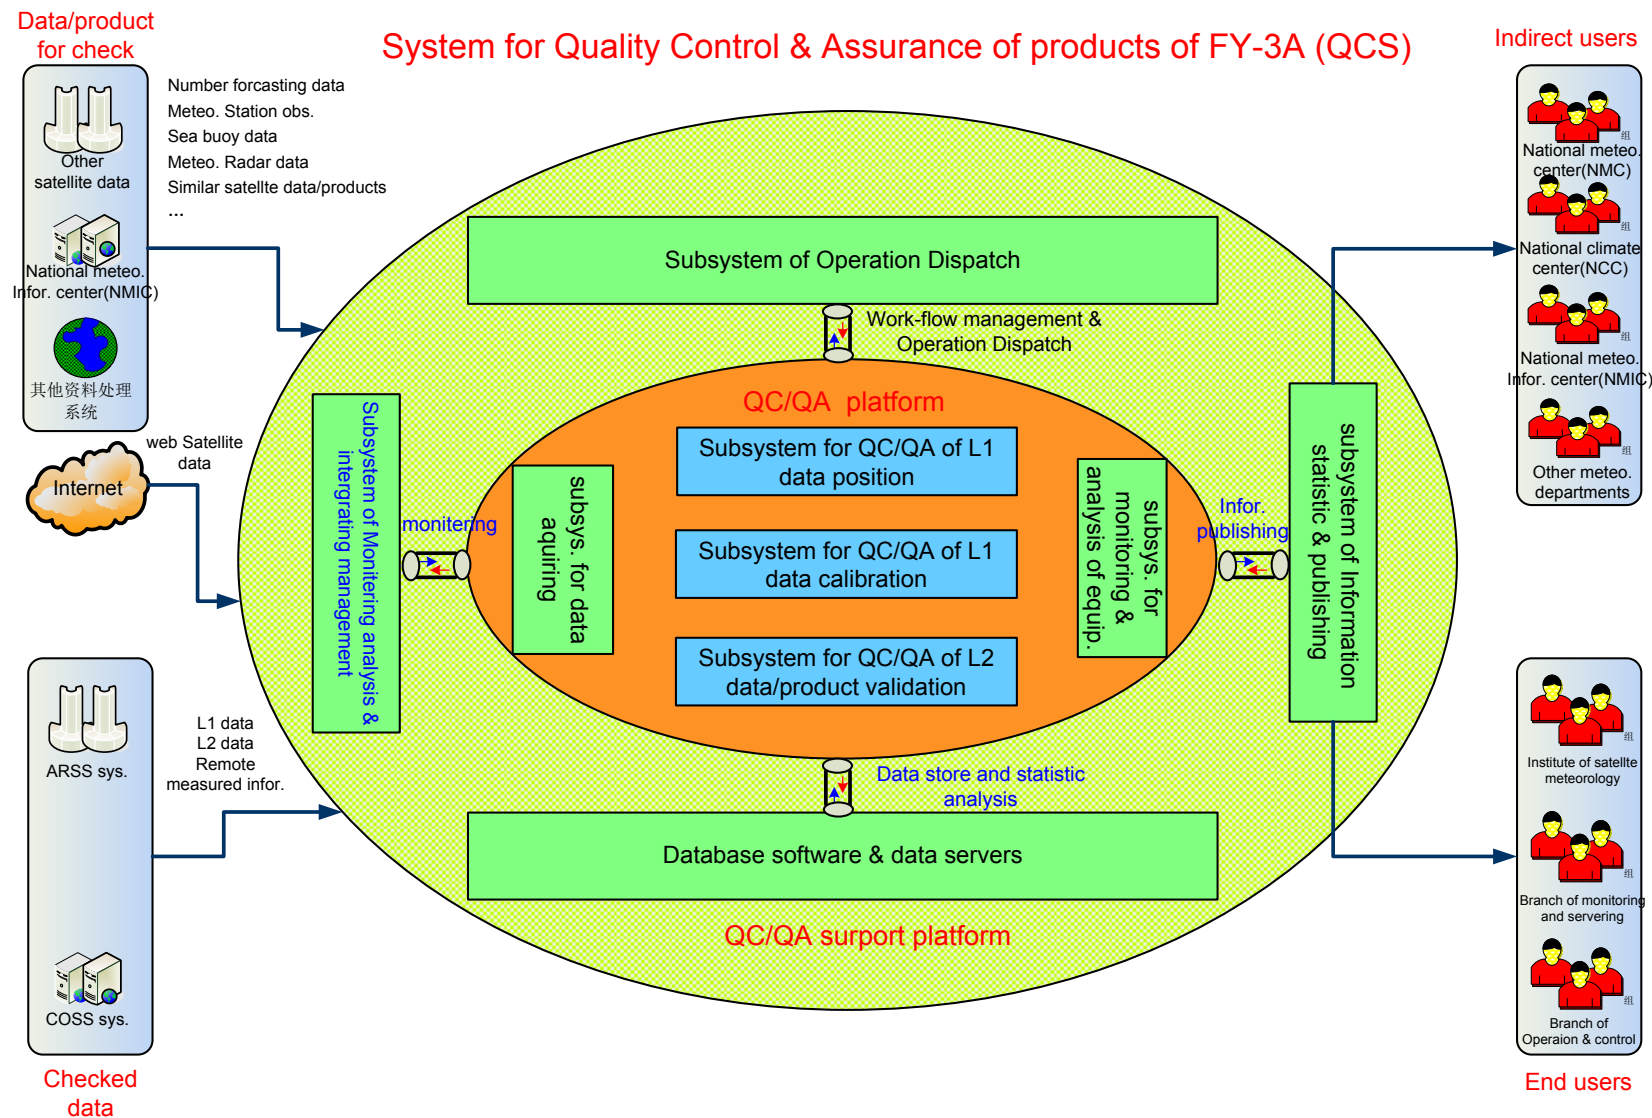 Data/product
for check
System for Quality Control & Assurance of products of FY-3A (QCS)
Indirect users
Number forcasting data
Meteo. Station obs.
Sea buoy data
Meteo. Radar data
Similar satellte data/products
...
Other
satellite data
National meteo.
Infor. center(NMIC)
其他资料处理
系统
web Satellite
data
Internet
L1 data
L2 data
Remote
measured infor.
ARSS sys.
COSS sys.
Checked
data
Subsystem of Operation Dispatch
Work-flow management &
Operation Dispatch
QC/QA platform
Subsystem for QC/QA of L1
data position
Subsystem for QC/QA of L1
data calibration
Subsystem for QC/QA of L2
data/product validation
Subsystem of Monitering analysis &
intergrating management
monitering
subsys. for data
aquiring
subsys. for
monitoring &
analysis of equip.
Infor.
publishing
subsystem of Information
statistic & publishing
Data store and statistic
analysis
Database software & data servers
QC/QA surport platform
组
National meteo.
center(NMC)
组
National climate
center(NCC)
组
National meteo.
Infor. center(NMIC)
组
Other meteo.
departments
组
Institute of satellte
meteorology
组
Branch of monitoring
and servering
组
Branch of
Operaion & control
End users